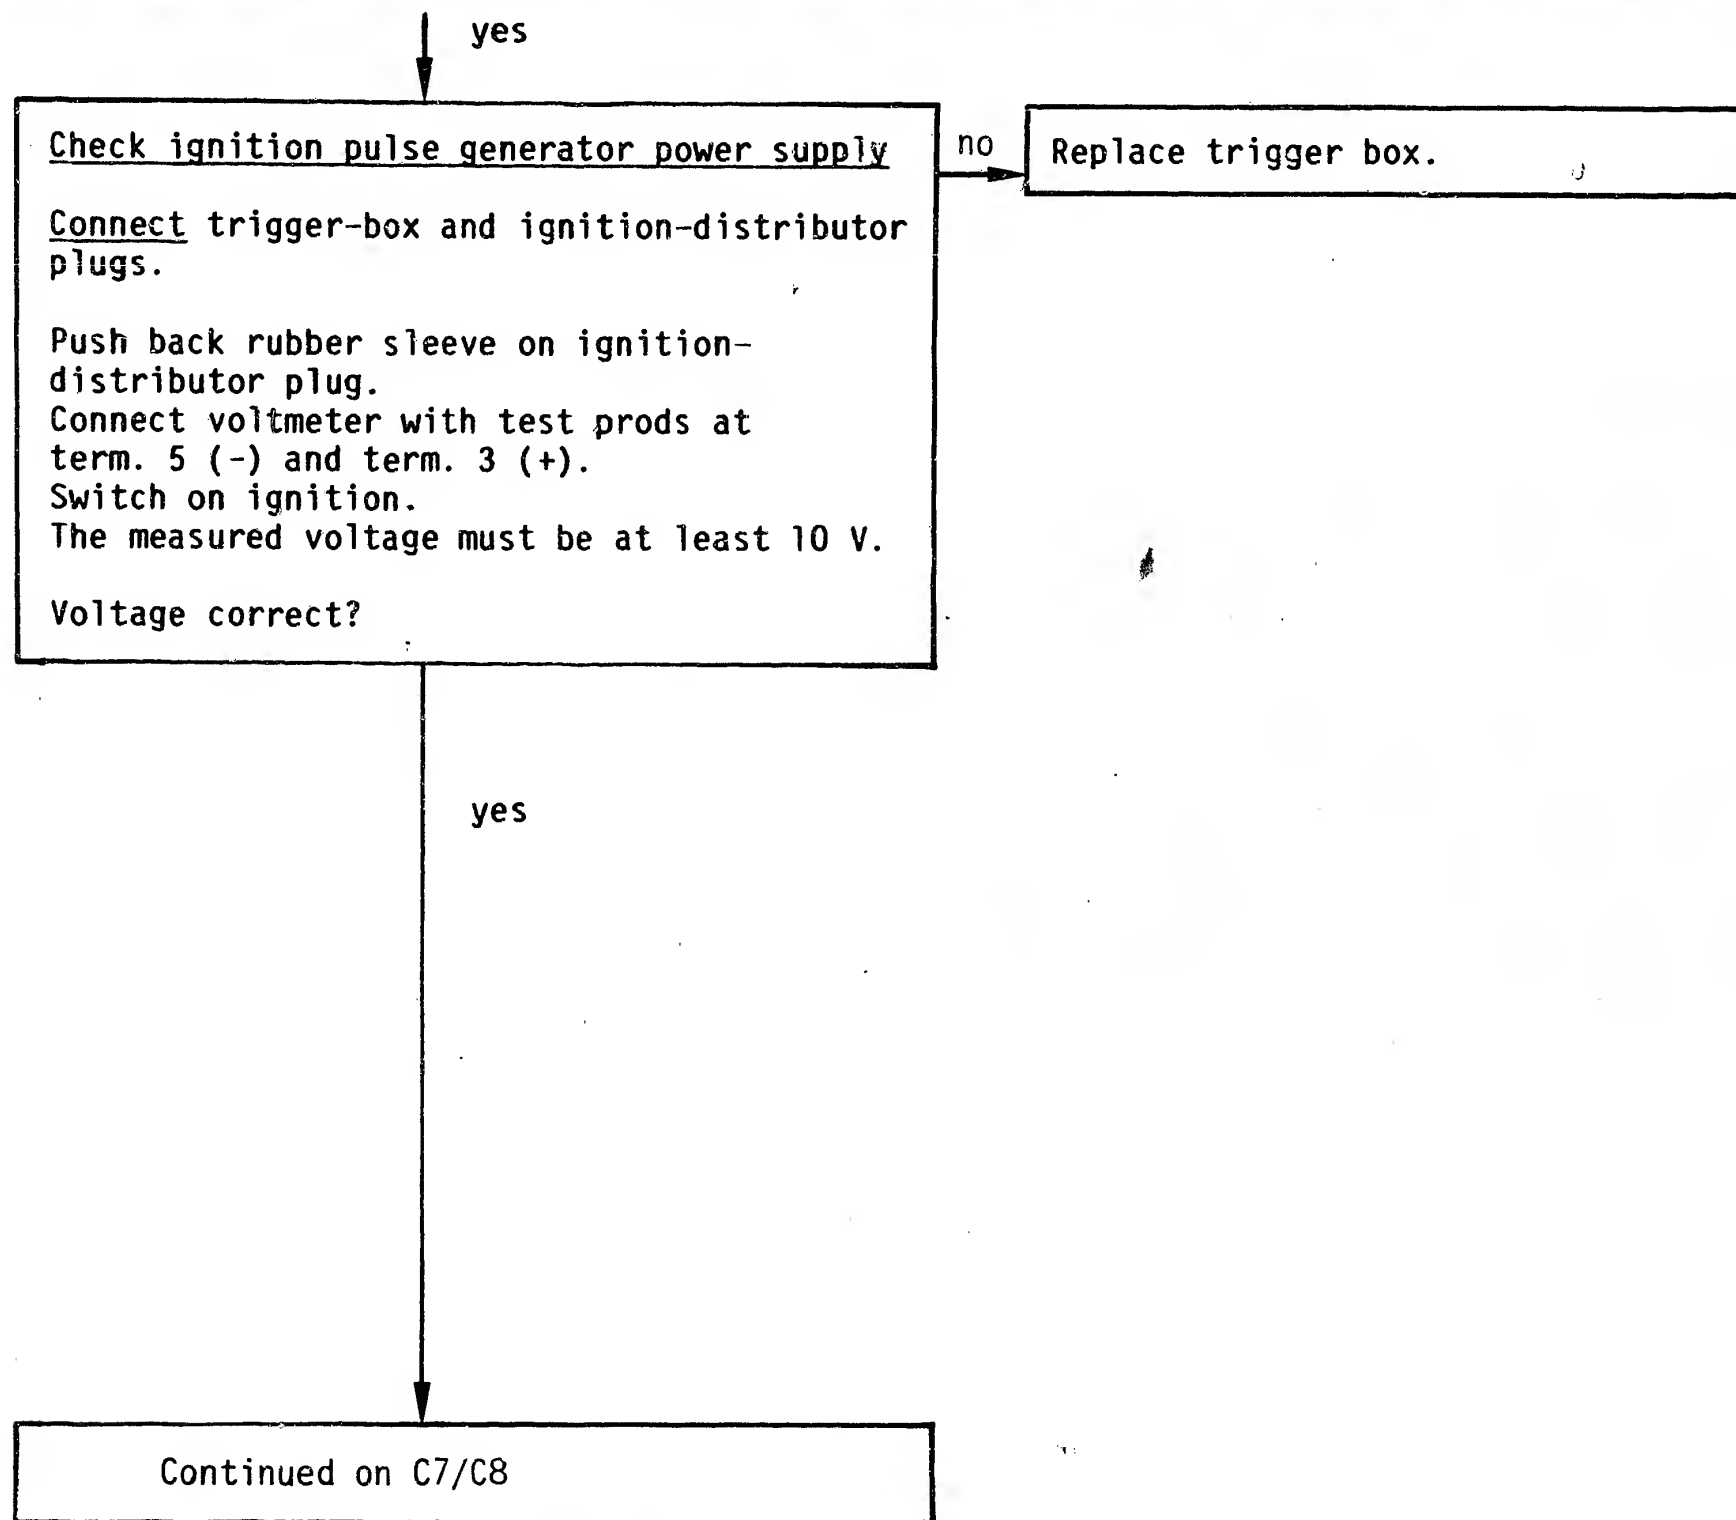 yes
Check ignition pulse generator power supply
no
Replace trigger box.
Connect trigger-box and ignition-distributor
plugs.
Push back rubber sleeve on ignition-
distributor plug.
Connect voltmeter with test prods at
term. 5 (-) and term. 3 (+).
Switch on ignition.
The measured voltage must be at least 10 V.
Voltage correct?
yes
Continued on C7/C8